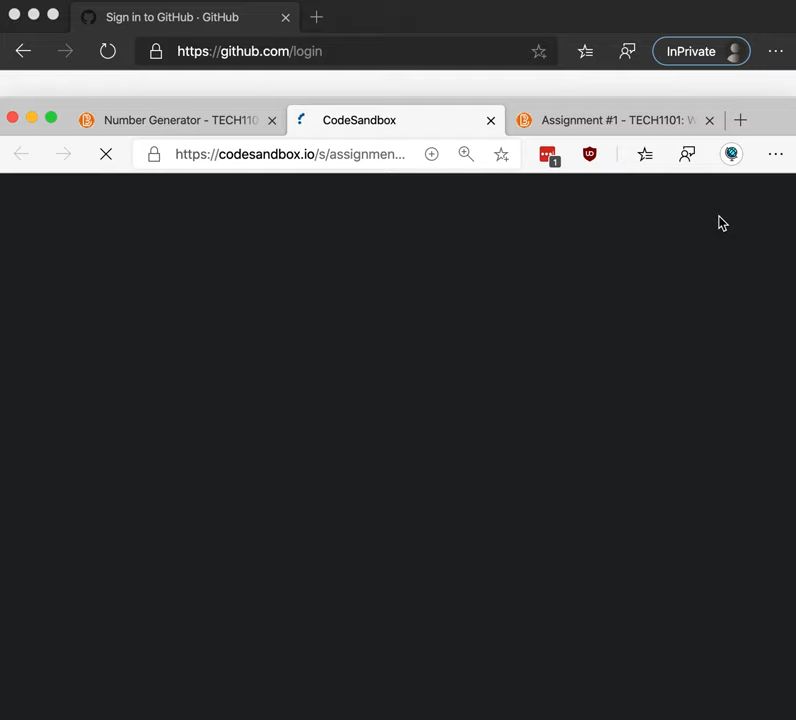 Sign in to GitHub · GitHub
https://github.com/login
InPrivate
Number Generator - TECH110
CodeSandbox
Assignment #1 - TECH1101: W
https://codesandbox.io/s/assignmen...
1